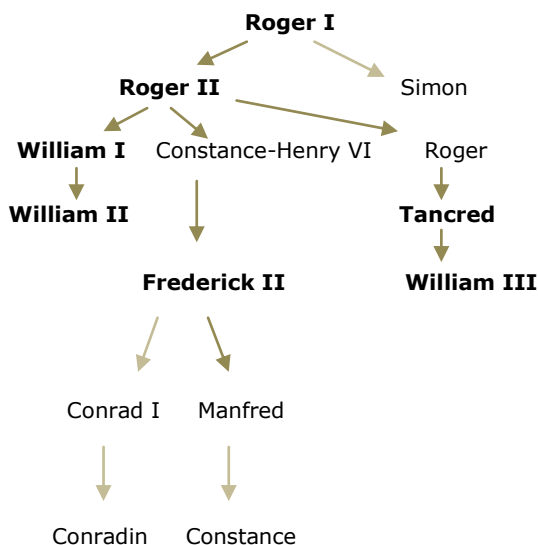 Roger I
Roger II Simon
William I Constance-Henry VI Roger
William II Tancred
Frederick II William III
Conrad I Manfred
Conradin Constance